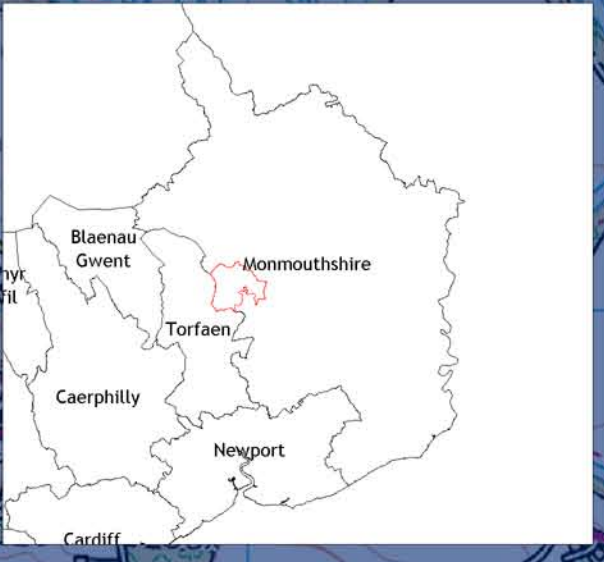 Blaenau
Gwent
Monmouthshire
Torfaen
Caerphilly
Newport
Cardiff